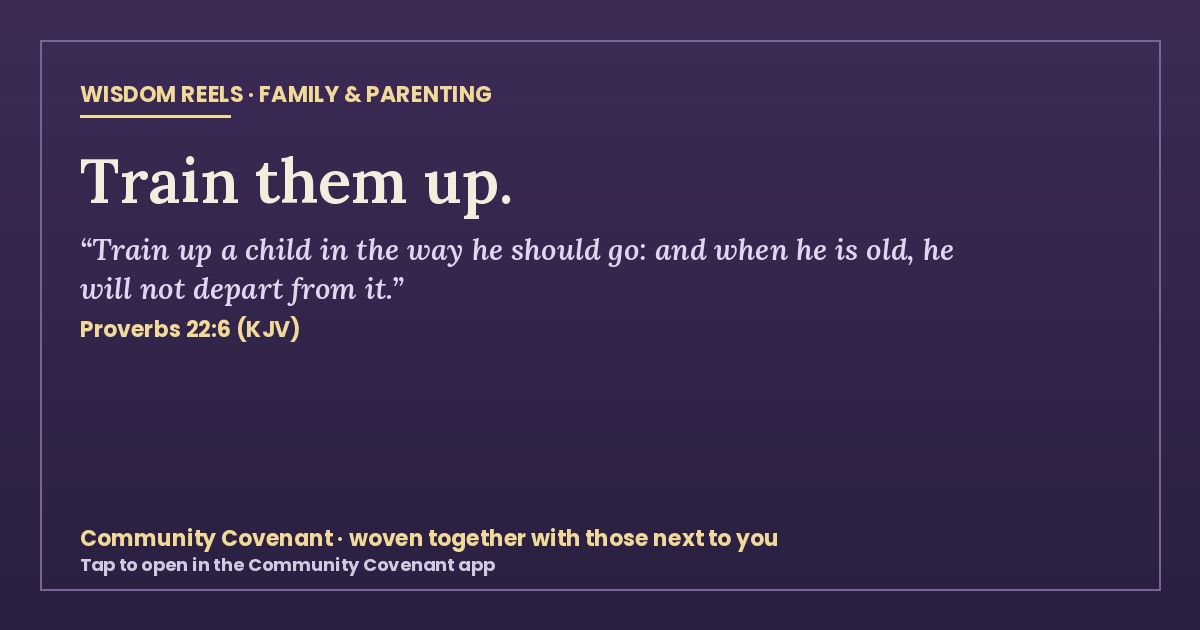 WISDOM REELS · FAMILY & PARENTING
Train them up.
“Train up a child in the way he should go: and when he is old, he
will not depart from it.”
Proverbs 22:6 (KJV)
Community Covenant · woven together with those next to you
Tap to open in the Community Covenant app